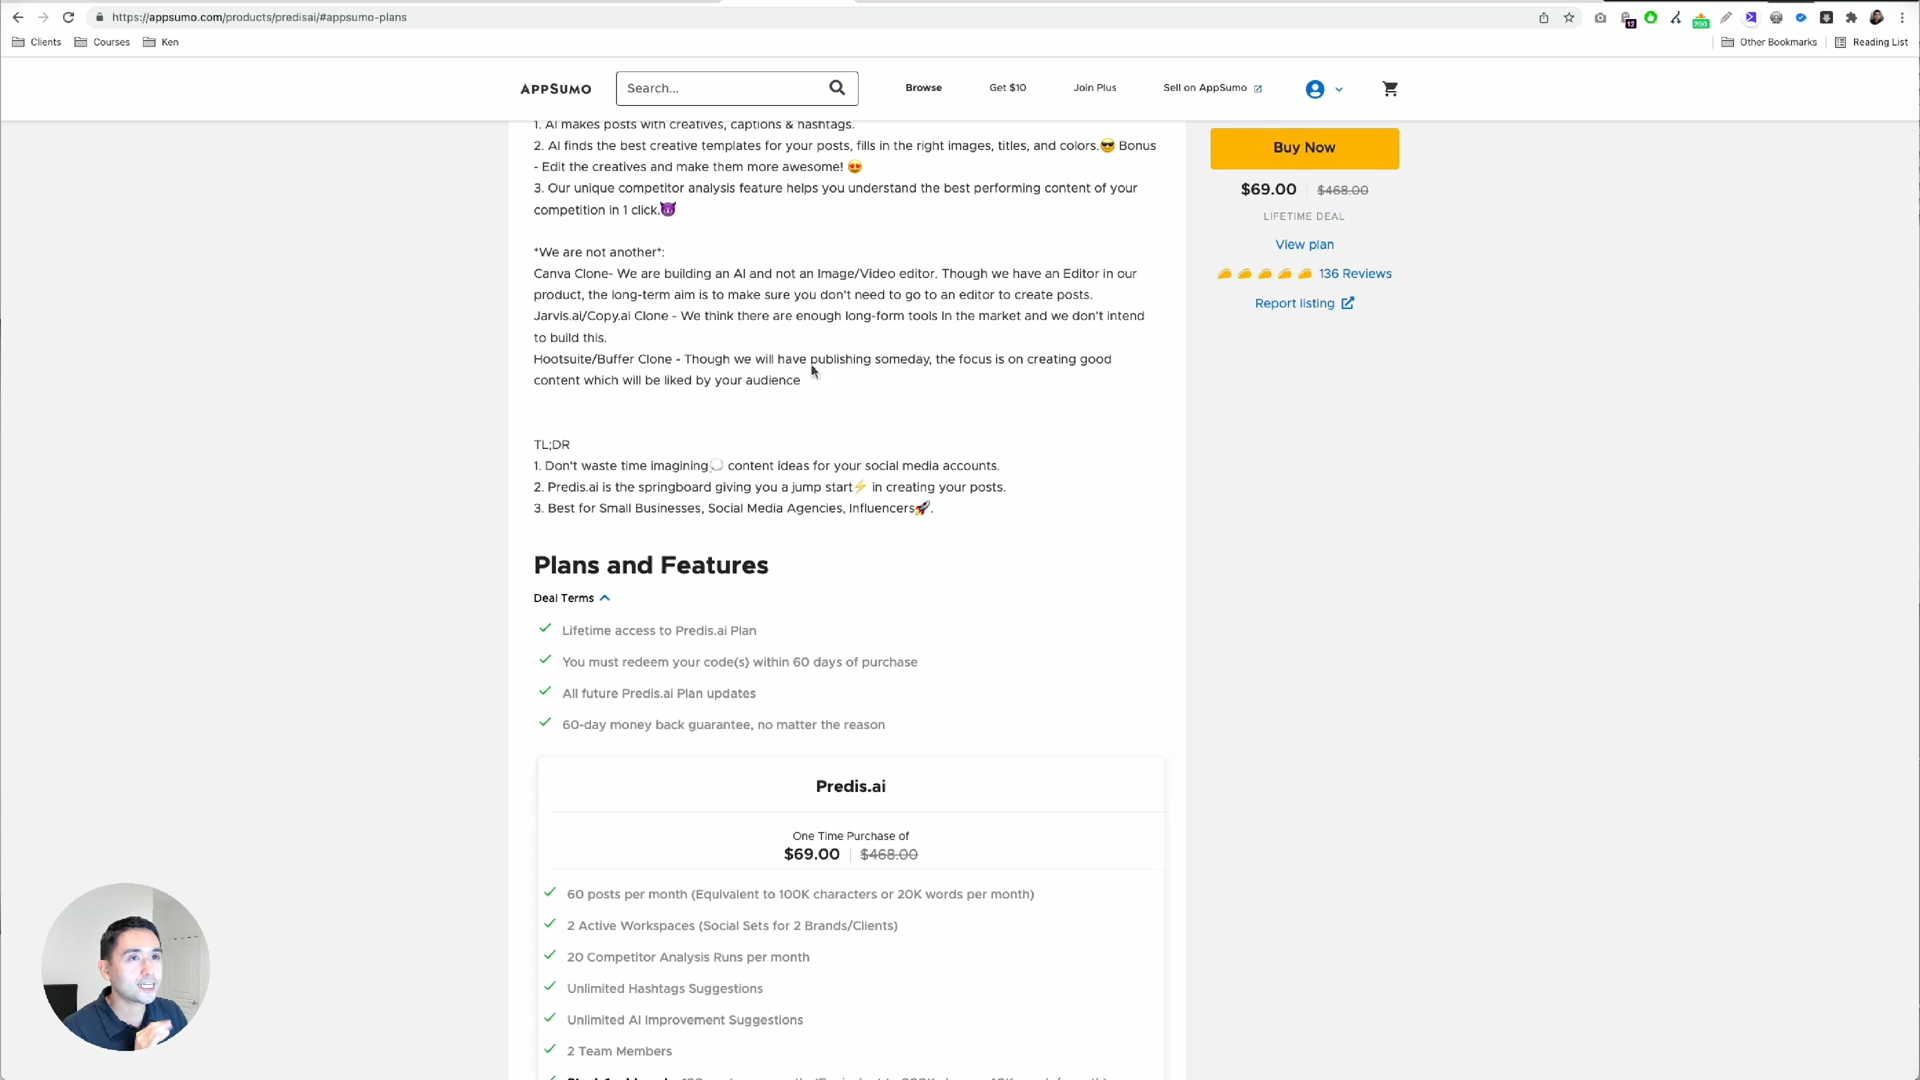 https://appsumo.com/products/predisai/#appsumo-plans
12
200
Clients
Courses
Ken
Other Bookmarks
Reading List
APPSUMO
Search...
Browse
Get $10
Join Plus
Sell on AppSumo
1. AI makes posts with creatives, captions & hashtags.
2. AI finds the best creative templates for your posts, fills in the right images, titles, and colors.😎 Bonus
- Edit the creatives and make them more awesome! 😍
3. Our unique competitor analysis feature helps you understand the best performing content of your
competition in 1 click.😈
*We are not another*:
Canva Clone- We are building an AI and not an Image/Video editor. Though we have an Editor in our
product, the long-term aim is to make sure you don't need to go to an editor to create posts.
Jarvis.ai/Copy.ai Clone - We think there are enough long-form tools In the market and we don't intend
to build this.
Hootsuite/Buffer Clone - Though we will have publishing someday, the focus is on creating good
content which will be liked by your audience
TL;DR
1. Don't waste time imagining💭 content ideas for your social media accounts.
2. Predis.ai is the springboard giving you a jump start⚡ in creating your posts.
3. Best for Small Businesses, Social Media Agencies, Influencers🚀.
Plans and Features
Deal Terms
Lifetime access to Predis.ai Plan
You must redeem your code(s) within 60 days of purchase
All future Predis.ai Plan updates
60-day money back guarantee, no matter the reason
Predis.ai
One Time Purchase of
$69.00 $468.00
60 posts per month (Equivalent to 100K characters or 20K words per month)
2 Active Workspaces (Social Sets for 2 Brands/Clients)
20 Competitor Analysis Runs per month
Unlimited Hashtags Suggestions
Unlimited AI Improvement Suggestions
2 Team Members
Buy Now
$69.00 $468.00
LIFETIME DEAL
View plan
136 Reviews
Report listing